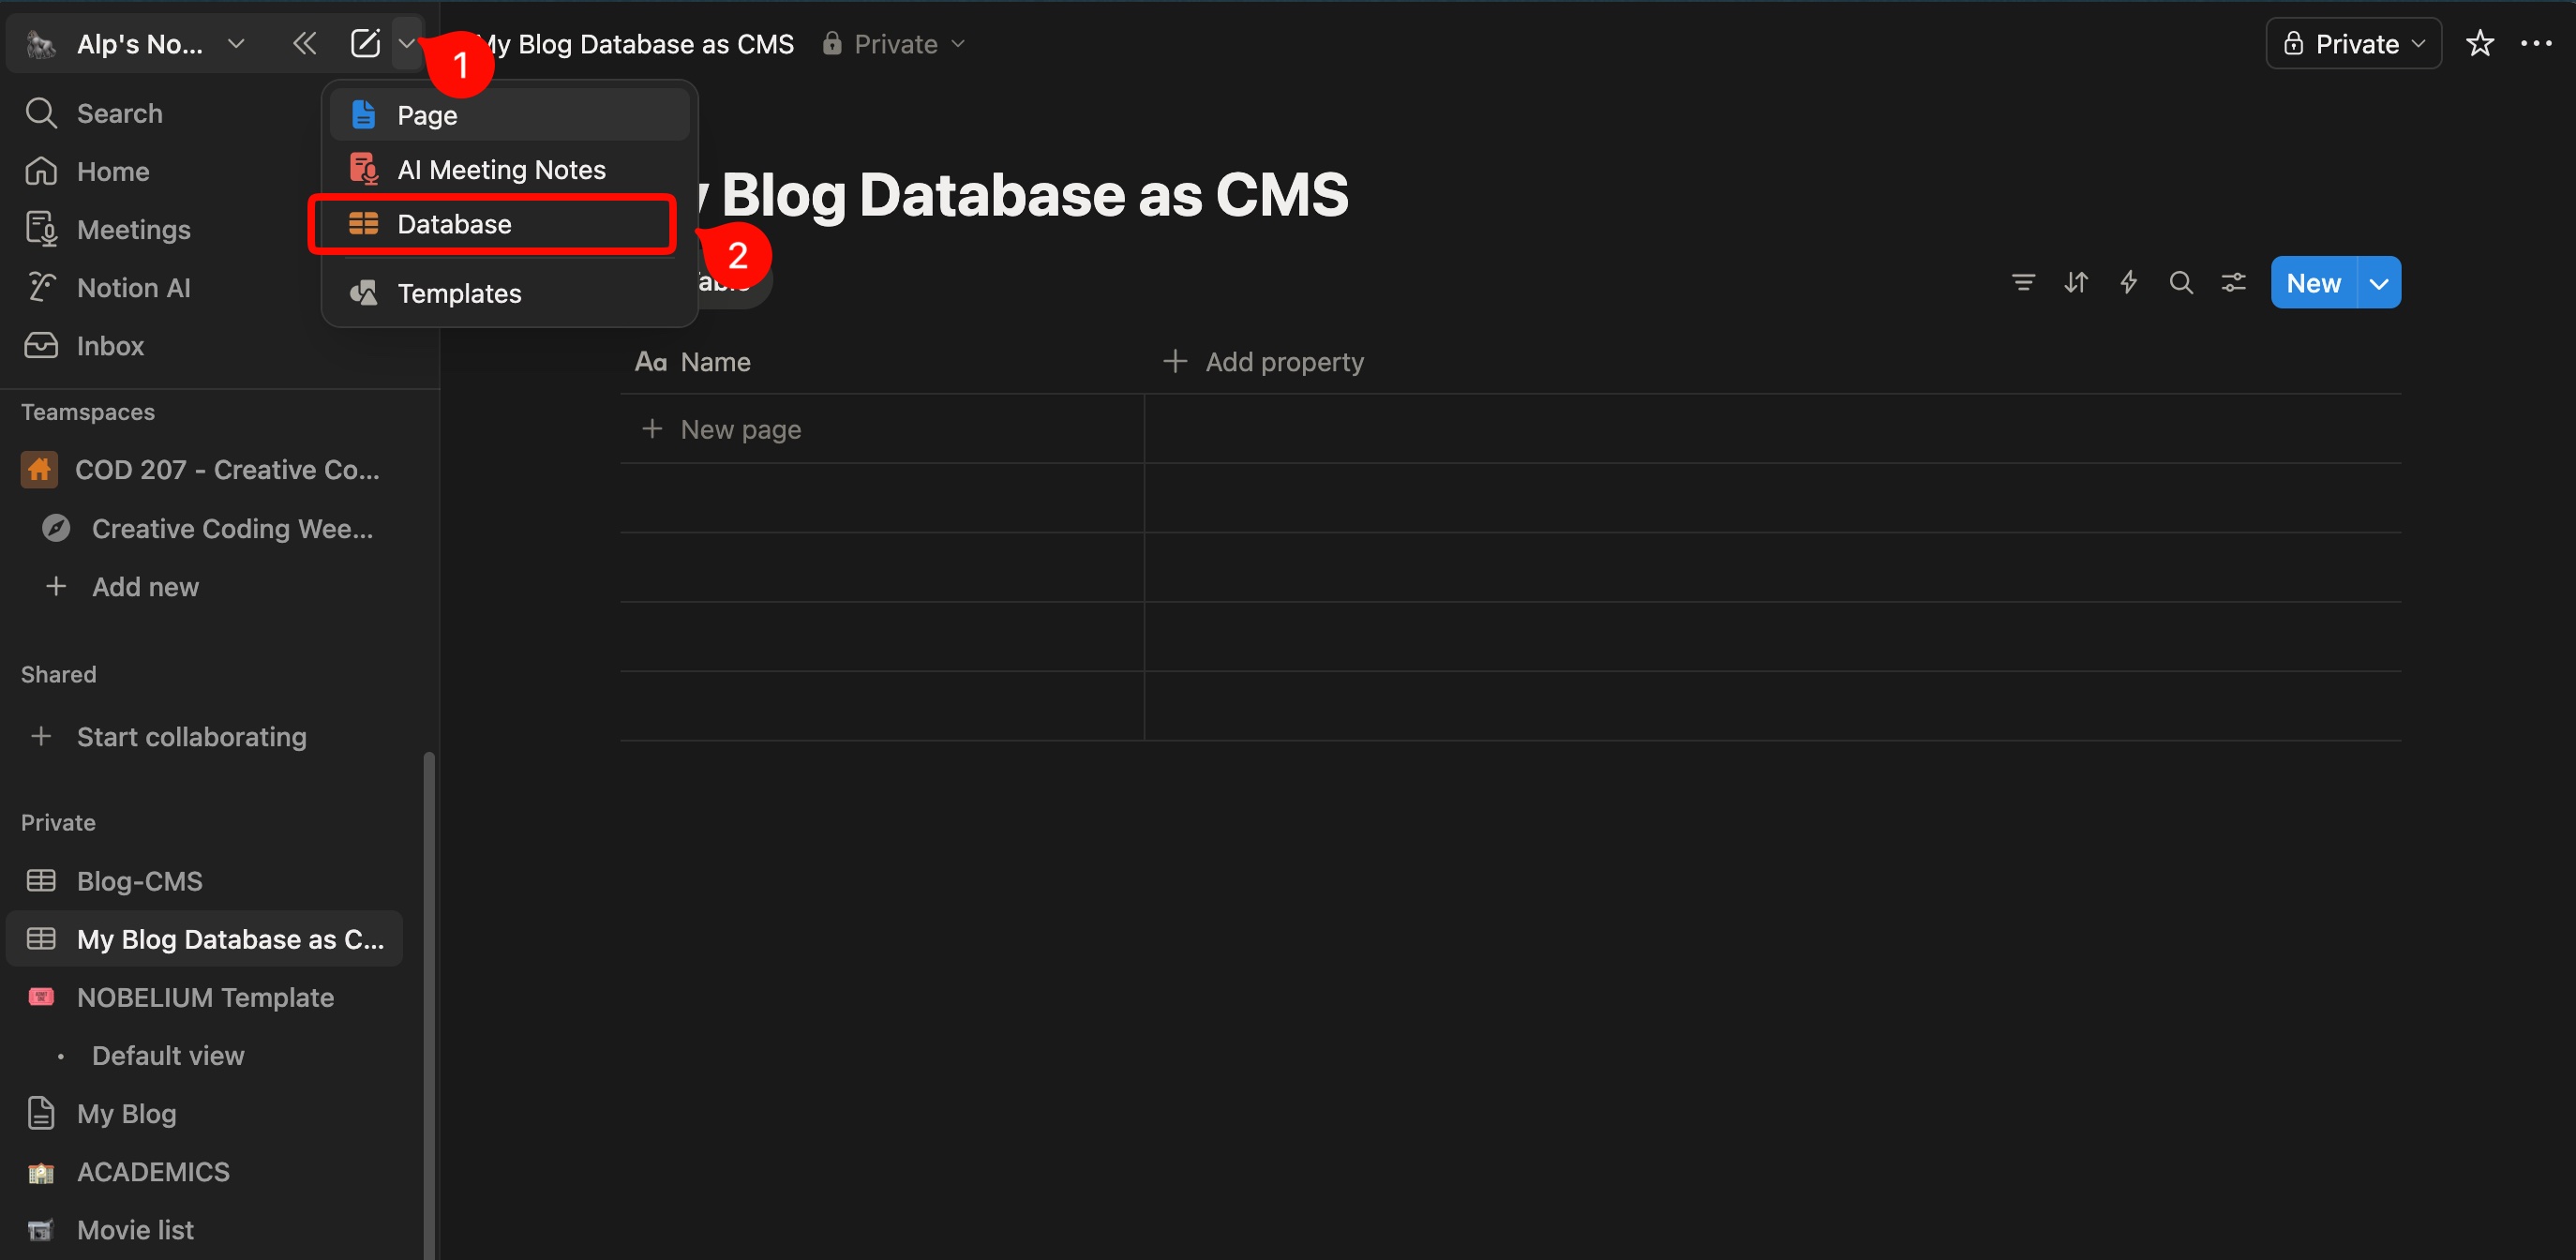 Alp's No...
1
My Blog Database as CMS
Private
Private
Search
Home
Meetings
Notion AI
Inbox
Page
AI Meeting Notes
Database
2
Templates
Blog Database as CMS
New
Aa Name
Add property
New page
Teamspaces
COD 207 - Creative Co...
Creative Coding Wee...
Add new
Shared
Start collaborating
Private
Blog-CMS
My Blog Database as C...
NOBELIUM Template
Default view
My Blog
ACADEMICS
Movie list